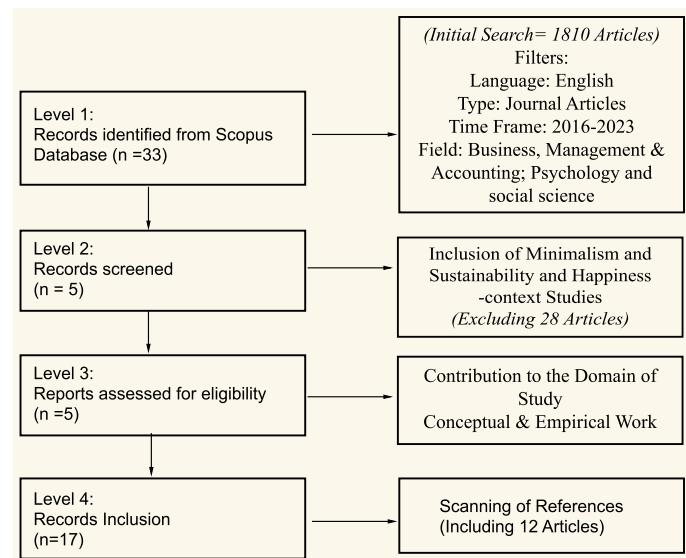 Level 1:
Records identified from Scopus
Database (n =33)
(Initial Search= 1810 Articles)
Filters:
Language: English
Type: Journal Articles
Time Frame: 2016-2023
Field: Business, Management &
Accounting; Psychology and
social science
Level 2:
Records screened
(n = 5)
Inclusion of Minimalism and
Sustainability and Happiness
-context Studies
(Excluding 28 Articles)
Level 3:
Reports assessed for eligibility
(n =5)
Contribution to the Domain of
Study
Conceptual & Empirical Work
Level 4:
Records Inclusion
(n=17)
Scanning of References
(Including 12 Articles)